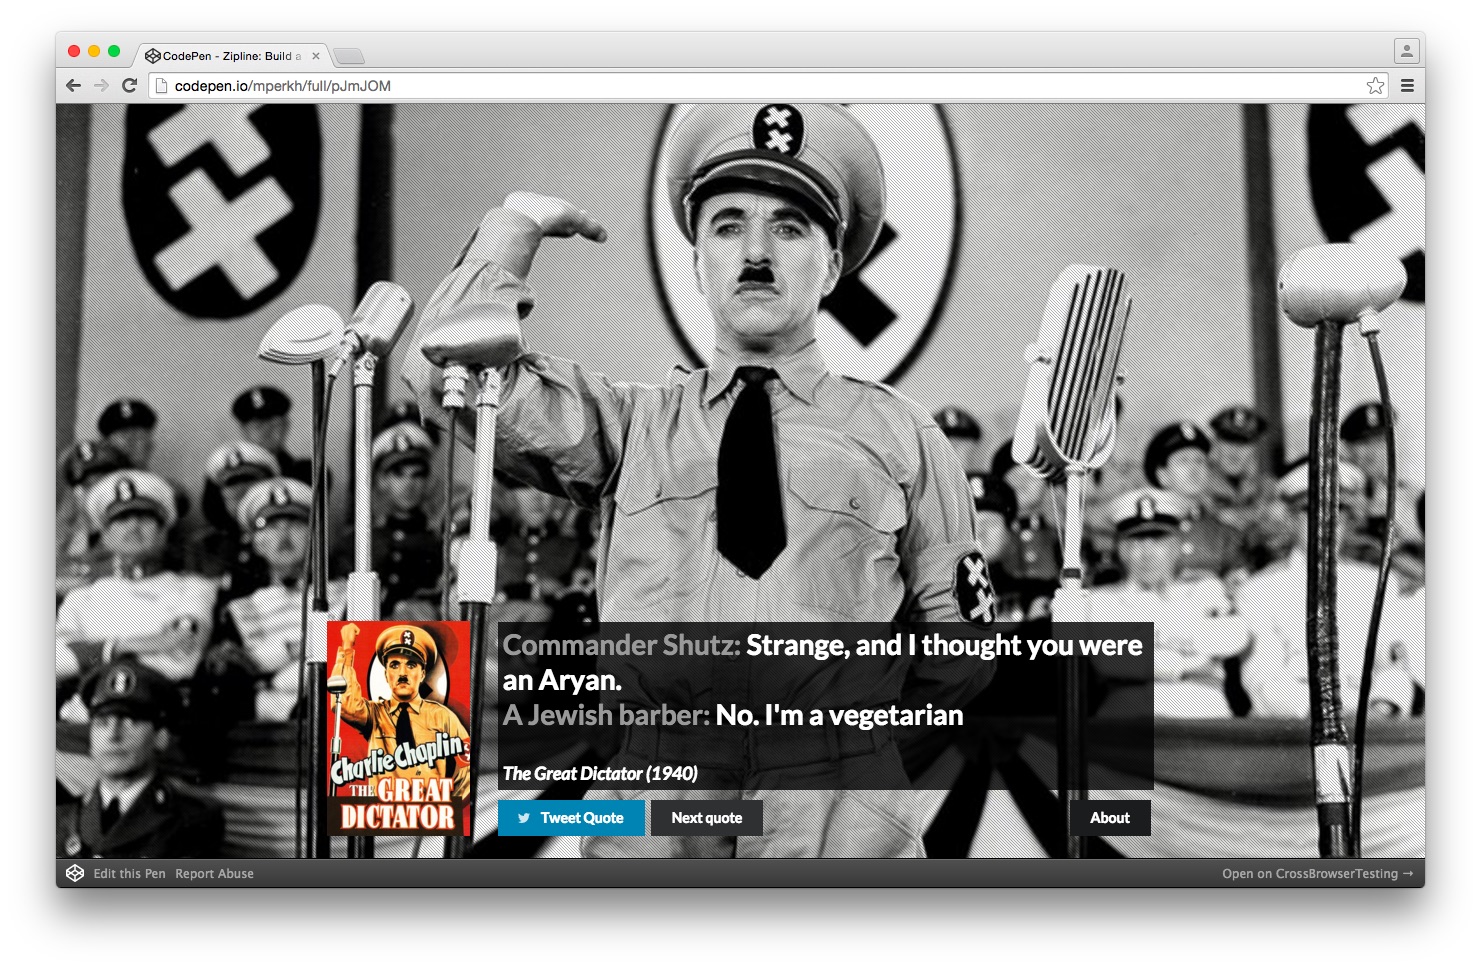 CodePen - Zipline: Build a
codepen.io/mperkh/full/pJmJOM
Commander Shutz: Strange, and I thought you were
an Aryan.
A Jewish barber: No. I'm a vegetarian
The Great Dictator (1940)
Charlie Chaplin
in
THE GREAT
DICTATOR
Tweet Quote
Next quote
About
Edit this Pen
Report Abuse
Open on CrossBrowserTesting →